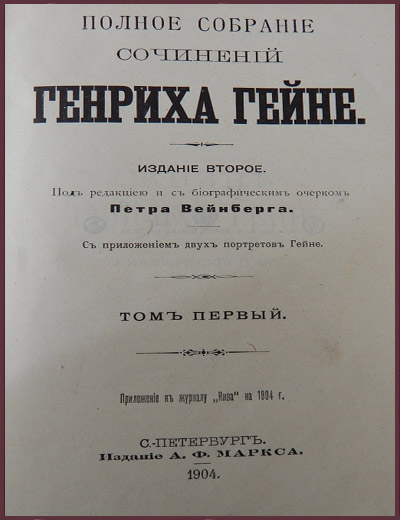 ПОЛНОЕ СОБРАНІЕ
СОЧИНЕНІЙ
ГЕНРИХА ГЕЙНЕ.
ИЗДАНІЕ ВТОРОЕ.
Подъ редакціею и съ біографическимъ очеркомъ
Петра Вейнберга.
Съ приложеніемъ двухъ портретовъ Гейне.
ТОМЪ ПЕРВЫЙ.
Приложеніе къ журналу „Нива“ на 1904 г.
С.-ПЕТЕРБУРГЪ.
Изданіе А. Ф. МАРКСА.
1904.